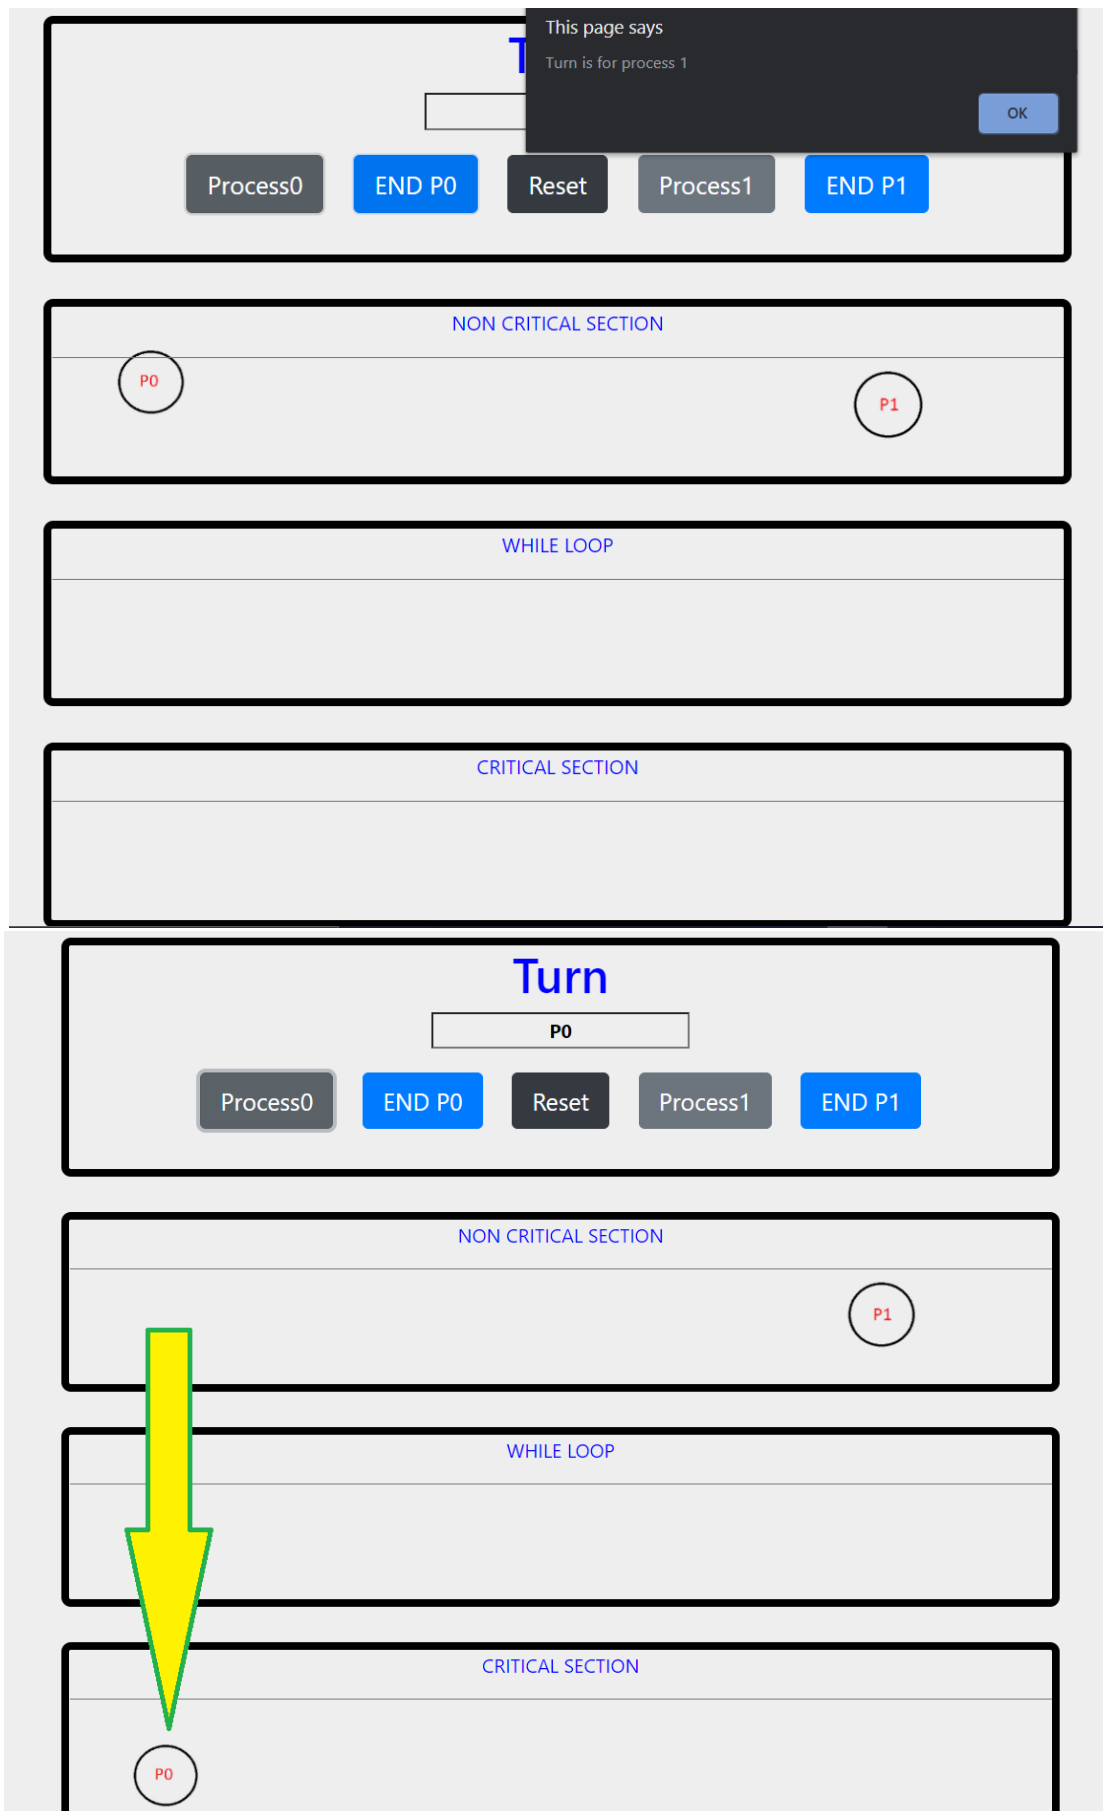 This page says
Turn is for process 1
OK
Process0 END P0 Reset Process1 END P1
NON CRITICAL SECTION
P0
P1
WHILE LOOP
CRITICAL SECTION
Turn
P0
Process0 END P0 Reset Process1 END P1
NON CRITICAL SECTION
P1
WHILE LOOP
CRITICAL SECTION
P0